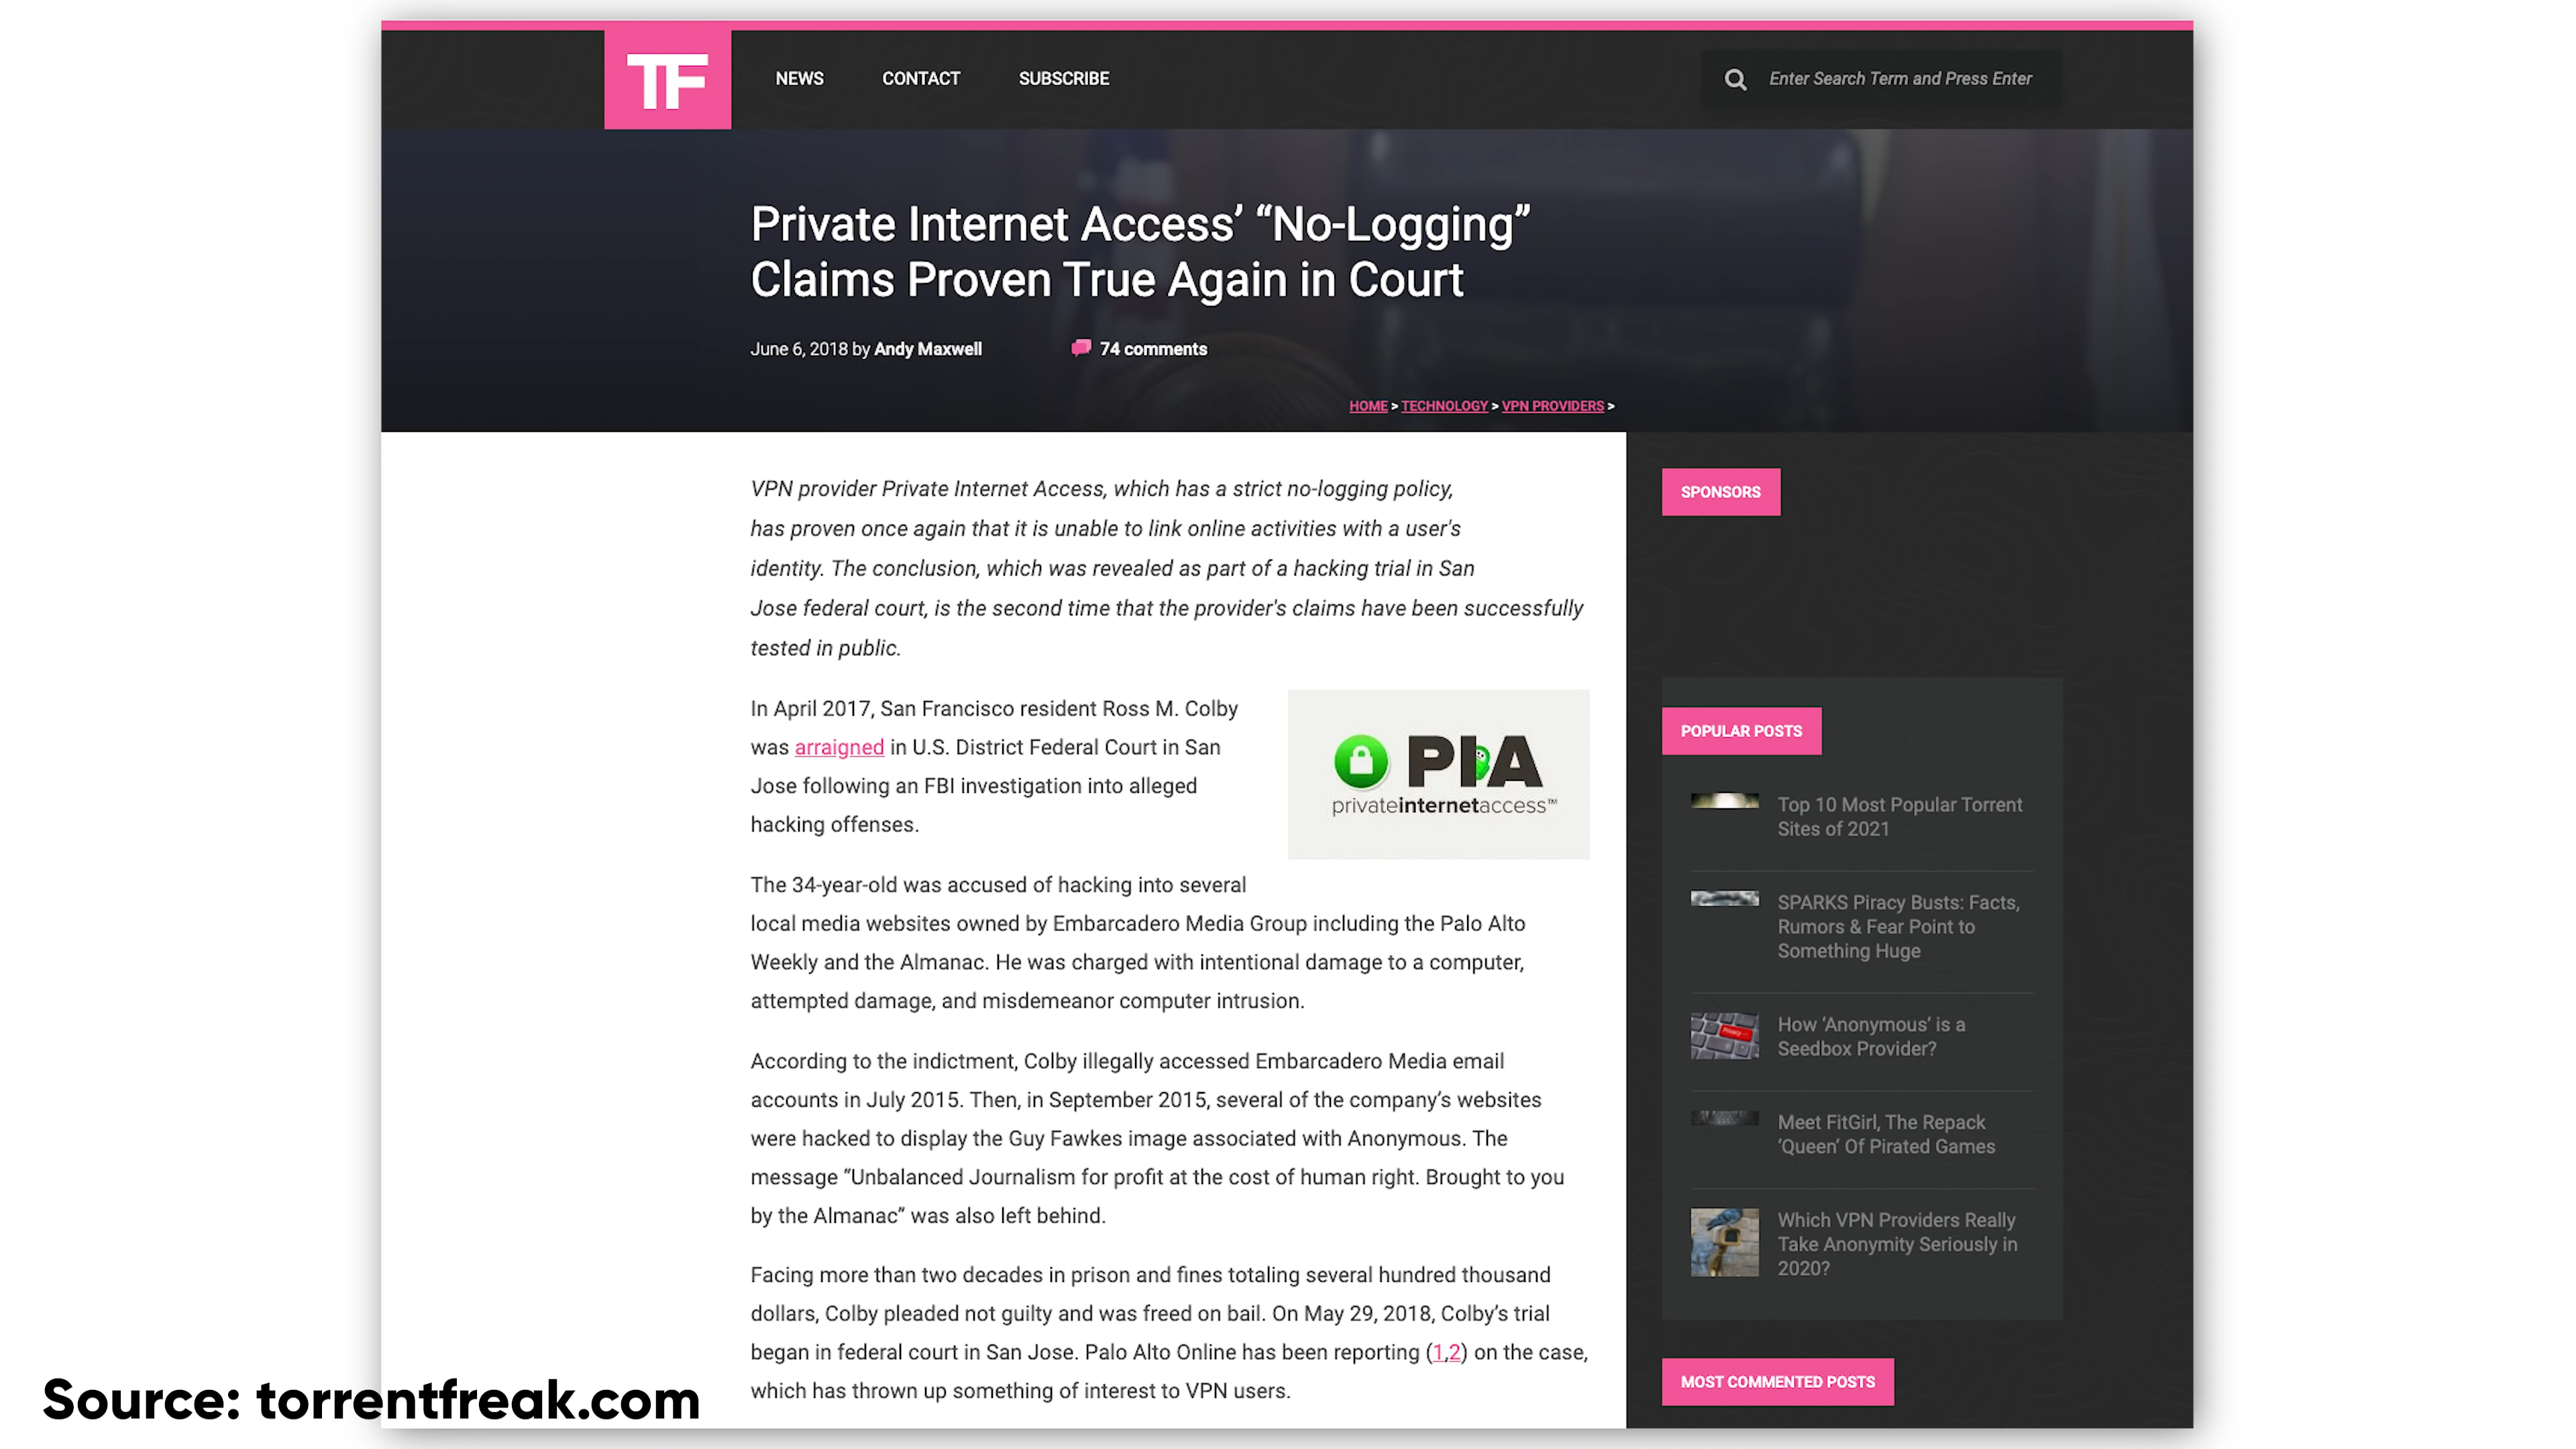 TF
NEWS
CONTACT
SUBSCRIBE
Enter Search Term and Press Enter
Private Internet Access’ “No-Logging”
Claims Proven True Again in Court
June 6, 2018 by Andy Maxwell
74 comments
HOME > TECHNOLOGY > VPN PROVIDERS >
VPN provider Private Internet Access, which has a strict no-logging policy,
has proven once again that it is unable to link online activities with a user's
identity. The conclusion, which was revealed as part of a hacking trial in San
Jose federal court, is the second time that the provider's claims have been successfully
tested in public.
In April 2017, San Francisco resident Ross M. Colby
was arraigned in U.S. District Federal Court in San
Jose following an FBI investigation into alleged
hacking offenses.
PIA
privateinternetaccess™
The 34-year-old was accused of hacking into several
local media websites owned by Embarcadero Media Group including the Palo Alto
Weekly and the Almanac. He was charged with intentional damage to a computer,
attempted damage, and misdemeanor computer intrusion.
According to the indictment, Colby illegally accessed Embarcadero Media email
accounts in July 2015. Then, in September 2015, several of the company’s websites
were hacked to display the Guy Fawkes image associated with Anonymous. The
message “Unbalanced Journalism for profit at the cost of human right. Brought to you
by the Almanac” was also left behind.
Facing more than two decades in prison and fines totaling several hundred thousand
dollars, Colby pleaded not guilty and was freed on bail. On May 29, 2018, Colby’s trial
began in federal court in San Jose. Palo Alto Online has been reporting (1,2) on the case,
which has thrown up something of interest to VPN users.
SPONSORS
POPULAR POSTS
Top 10 Most Popular Torrent
Sites of 2021
SPARKS Piracy Busts: Facts,
Rumors & Fear Point to
Something Huge
Privacy
How ‘Anonymous’ is a
Seedbox Provider?
Meet FitGirl, The Repack
‘Queen’ Of Pirated Games
Which VPN Providers Really
Take Anonymity Seriously in
2020?
MOST COMMENTED POSTS
Source: torrentfreak.com